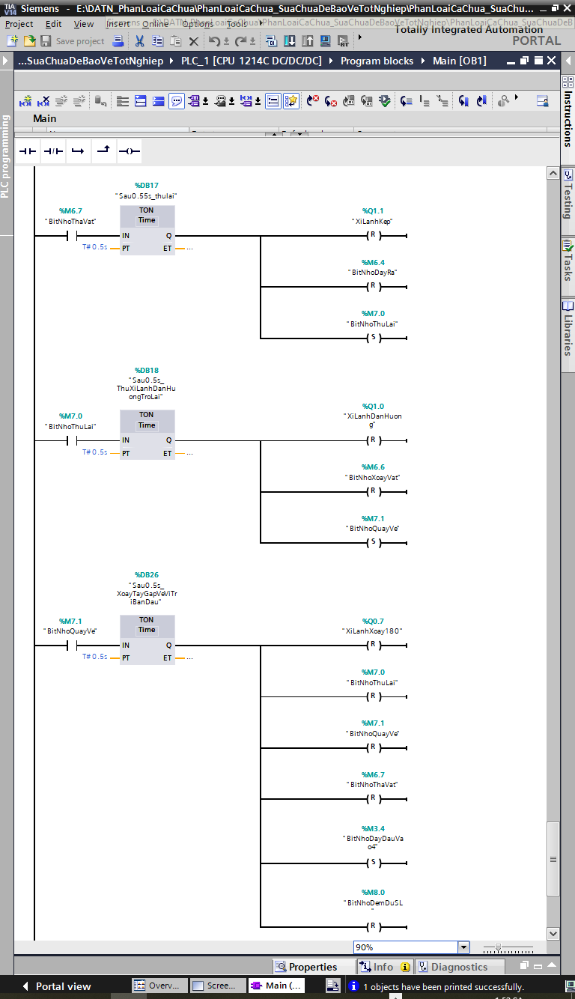 Siemens - E:\DATN_PhanLoaiCaChua\PhanLoaiCaChua_SuaChuaDeBaoVeTotNghiep\PhanLoaiCaChua_SuaChu...
TIA
V14
Project Edit View Insert Online Options Tools
Totally Integrated Automation
PORTAL
Save project
...SuaChuaDeBaoVeTotNghiep PLC_1 [CPU 1214C DC/DC/DC] Program blocks Main [OB1]
Main
PLC programming
Instructions
Testing
Tasks
Libraries
%DB17
"Sau0.55s_thulai"
%M6.7
"BitNhoThaVat"
TON
Time
IN Q
T# 0.5s PT ET ...
%Q1.1
"XiLanhKep"
R
%M6.4
"BitNhoDayRa"
R
%M7.0
"BitNhoThuLai"
S
%DB18
"Sau0.5s_
ThuXiLanhDanHu
ongTroLai"
%M7.0
"BitNhoThuLai"
TON
Time
IN Q
T# 0.5s PT ET ...
%Q1.0
"XiLanhDanHuon
g"
R
%M6.6
"BitNhoXoayVat"
R
%M7.1
"BitNhoQuayVe"
S
%DB26
"Sau0.5s_
XoayTayGapVeViTr
iBanDau"
%M7.1
"BitNhoQuayVe"
TON
Time
IN Q
T# 0.5s PT ET ...
%Q0.7
"XiLanhXoay180"
R
%M7.0
"BitNhoThuLai"
R
%M7.1
"BitNhoQuayVe"
R
%M6.7
"BitNhoThaVat"
R
%M3.4
"BitNhoDayDauVa
o4"
S
%M8.0
"BitNhoDemDuSL
"
R
90%
Properties Info Diagnostics
Portal view Overv... Scree... Main (... 1 objects have been printed successfully.